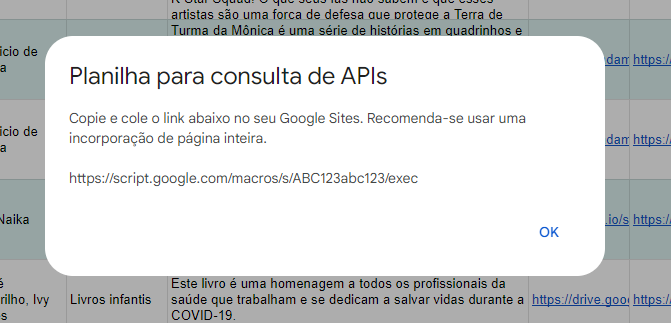 K Star Squad! O que seus fãs não sabem é que esses
artistas são uma força de defesa que protege a Terra de
Turma da Mônica é uma série de histórias em quadrinhos e
Planilha para consulta de APIs
Copie e cole o link abaixo no seu Google Sites. Recomenda-se usar uma
incorporação de página inteira.
https://script.google.com/macros/s/ABC123abc123/exec
OK
icio de
a
dam
https://
icio de
a
dam
https://
Naika
.io/s
https://
é
rilho, Ivy
Livros infantis
Este livro é uma homenagem a todos os profissionais da
saúde que trabalham e se dedicam a salvar vidas durante a
COVID-19.
https://drive.goo
https://